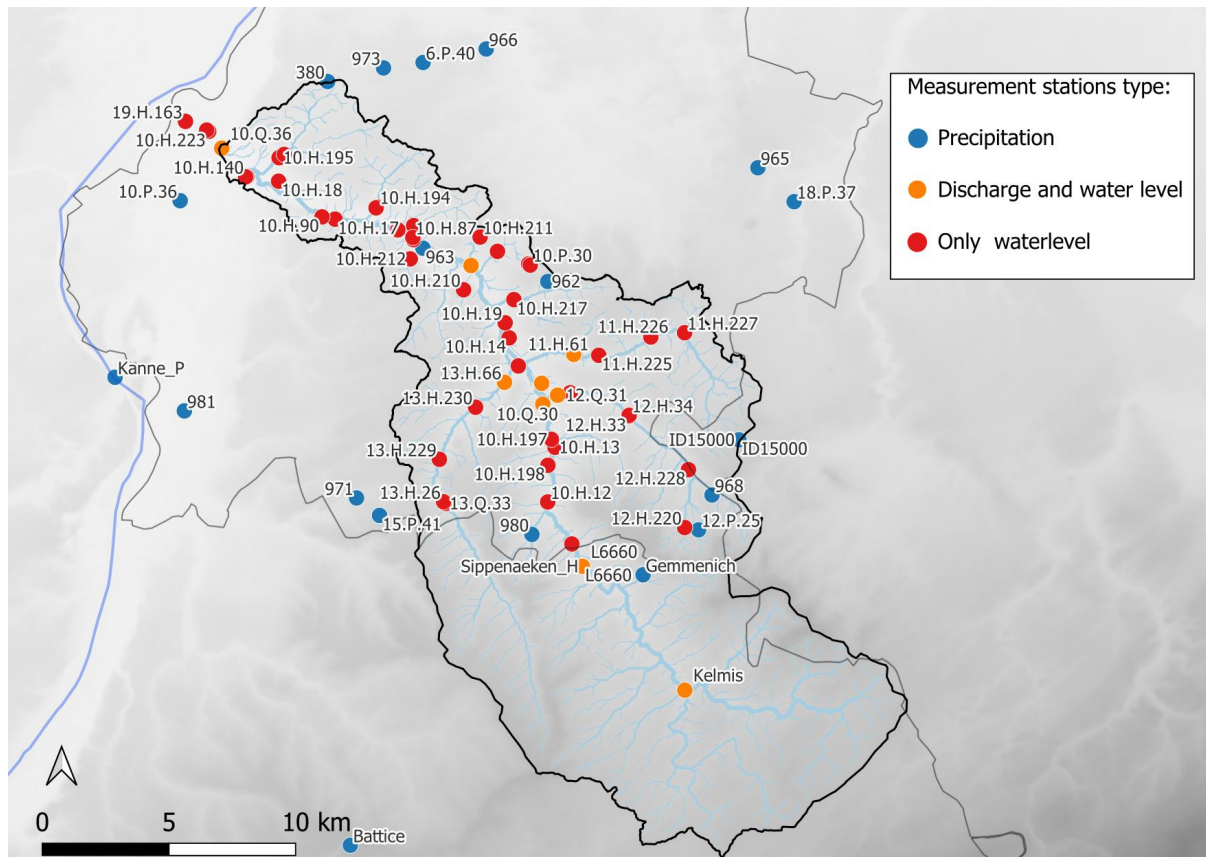 966
6.P.40
973
380
Measurement stations type:
Precipitation
Discharge and water level
Only waterlevel
19.H.163
10.H.223
10.Q.36
10.H.195
10.H.140
965
10.P.36
10.H.18
10.H.194
18.P.37
10.H.90
10.H.17
10.H.87
10.H.211
10.H.212
963
10.P.30
10.H.210
962
10.H.217
10.H.19
11.H.226
11.H.227
10.H.14
11.H.61
11.H.225
Kanne_P
13.H.66
981
13.H.230
12.Q.31
10.Q.30
12.H.34
12.H.33
10.H.197
10.H.13
ID15000
ID15000
13.H.229
10.H.198
12.H.228
971
13.H.26
13.Q.33
10.H.12
968
15.P.41
980
12.H.220
12.P.25
L6660
Sippenaeken_H
L6660
Gemmenich
Kelmis
0
5
10 km
Battice